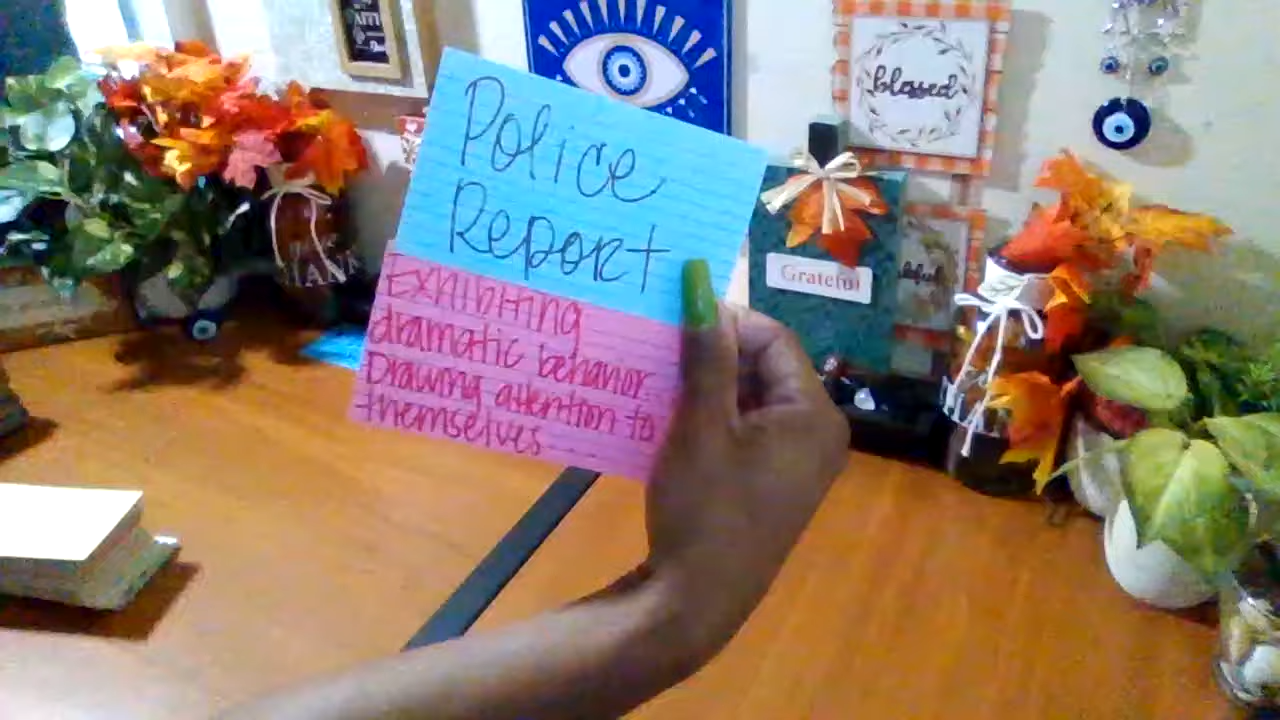 Police
Report
Exhibiting
dramatic behavior.
Drawing attention to
themselves
blessed
Grateful